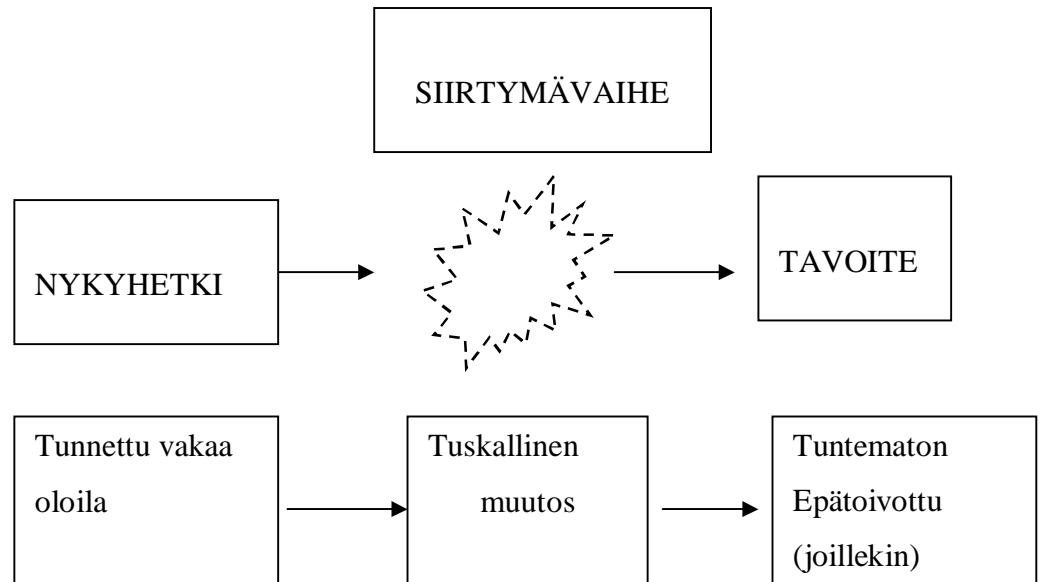 SIIRTYMÄVAIHE
NYKYHETKI
TAVOITE
Tunnettu vakaa
oloila
Tuskallinen
muutos
Tuntematon
Epätoivottu
(joillekin)